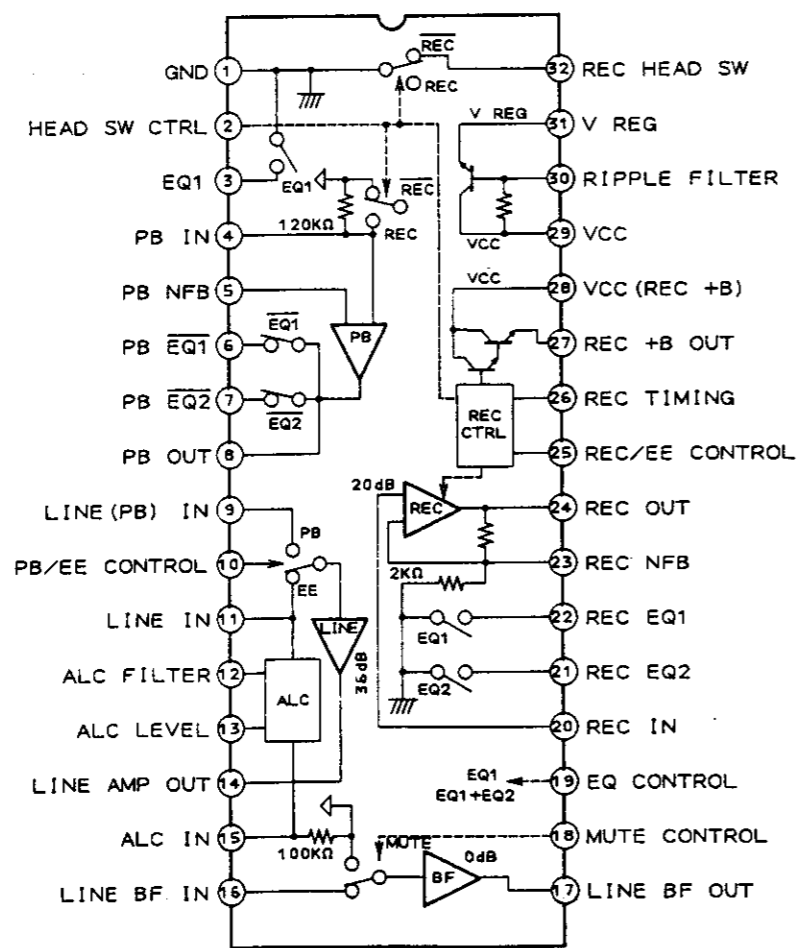 GND 1
HEAD SW CTRL 2
EQ1 3
PB IN 4
PB NFB 5
PB EQ1 6
PB EQ2 7
PB OUT 8
LINE(PB) IN 9
PB/EE CONTROL 10
LINE IN 11
ALC FILTER 12
ALC LEVEL 13
LINE AMP OUT 14
ALC IN 15
LINE BF IN 16
REC
REC
EQ1
REC
120KΩ
REC
EQ1
PB
EQ2
PB
EE
LINE
36dB
ALC
100KΩ
MUTE
BF
0dB
V REG
VCC
VCC
REC
CTRL
20dB
REC
2KΩ
EQ1
EQ2
EQ1
EQ1+EQ2
32 REC HEAD SW
31 V REG
30 RIPPLE FILTER
29 VCC
28 VCC(REC +B)
27 REC +B OUT
26 REC TIMING
25 REC/EE CONTROL
24 REC OUT
23 REC NFB
22 REC EQ1
21 REC EQ2
20 REC IN
19 EQ CONTROL
18 MUTE CONTROL
17 LINE BF OUT